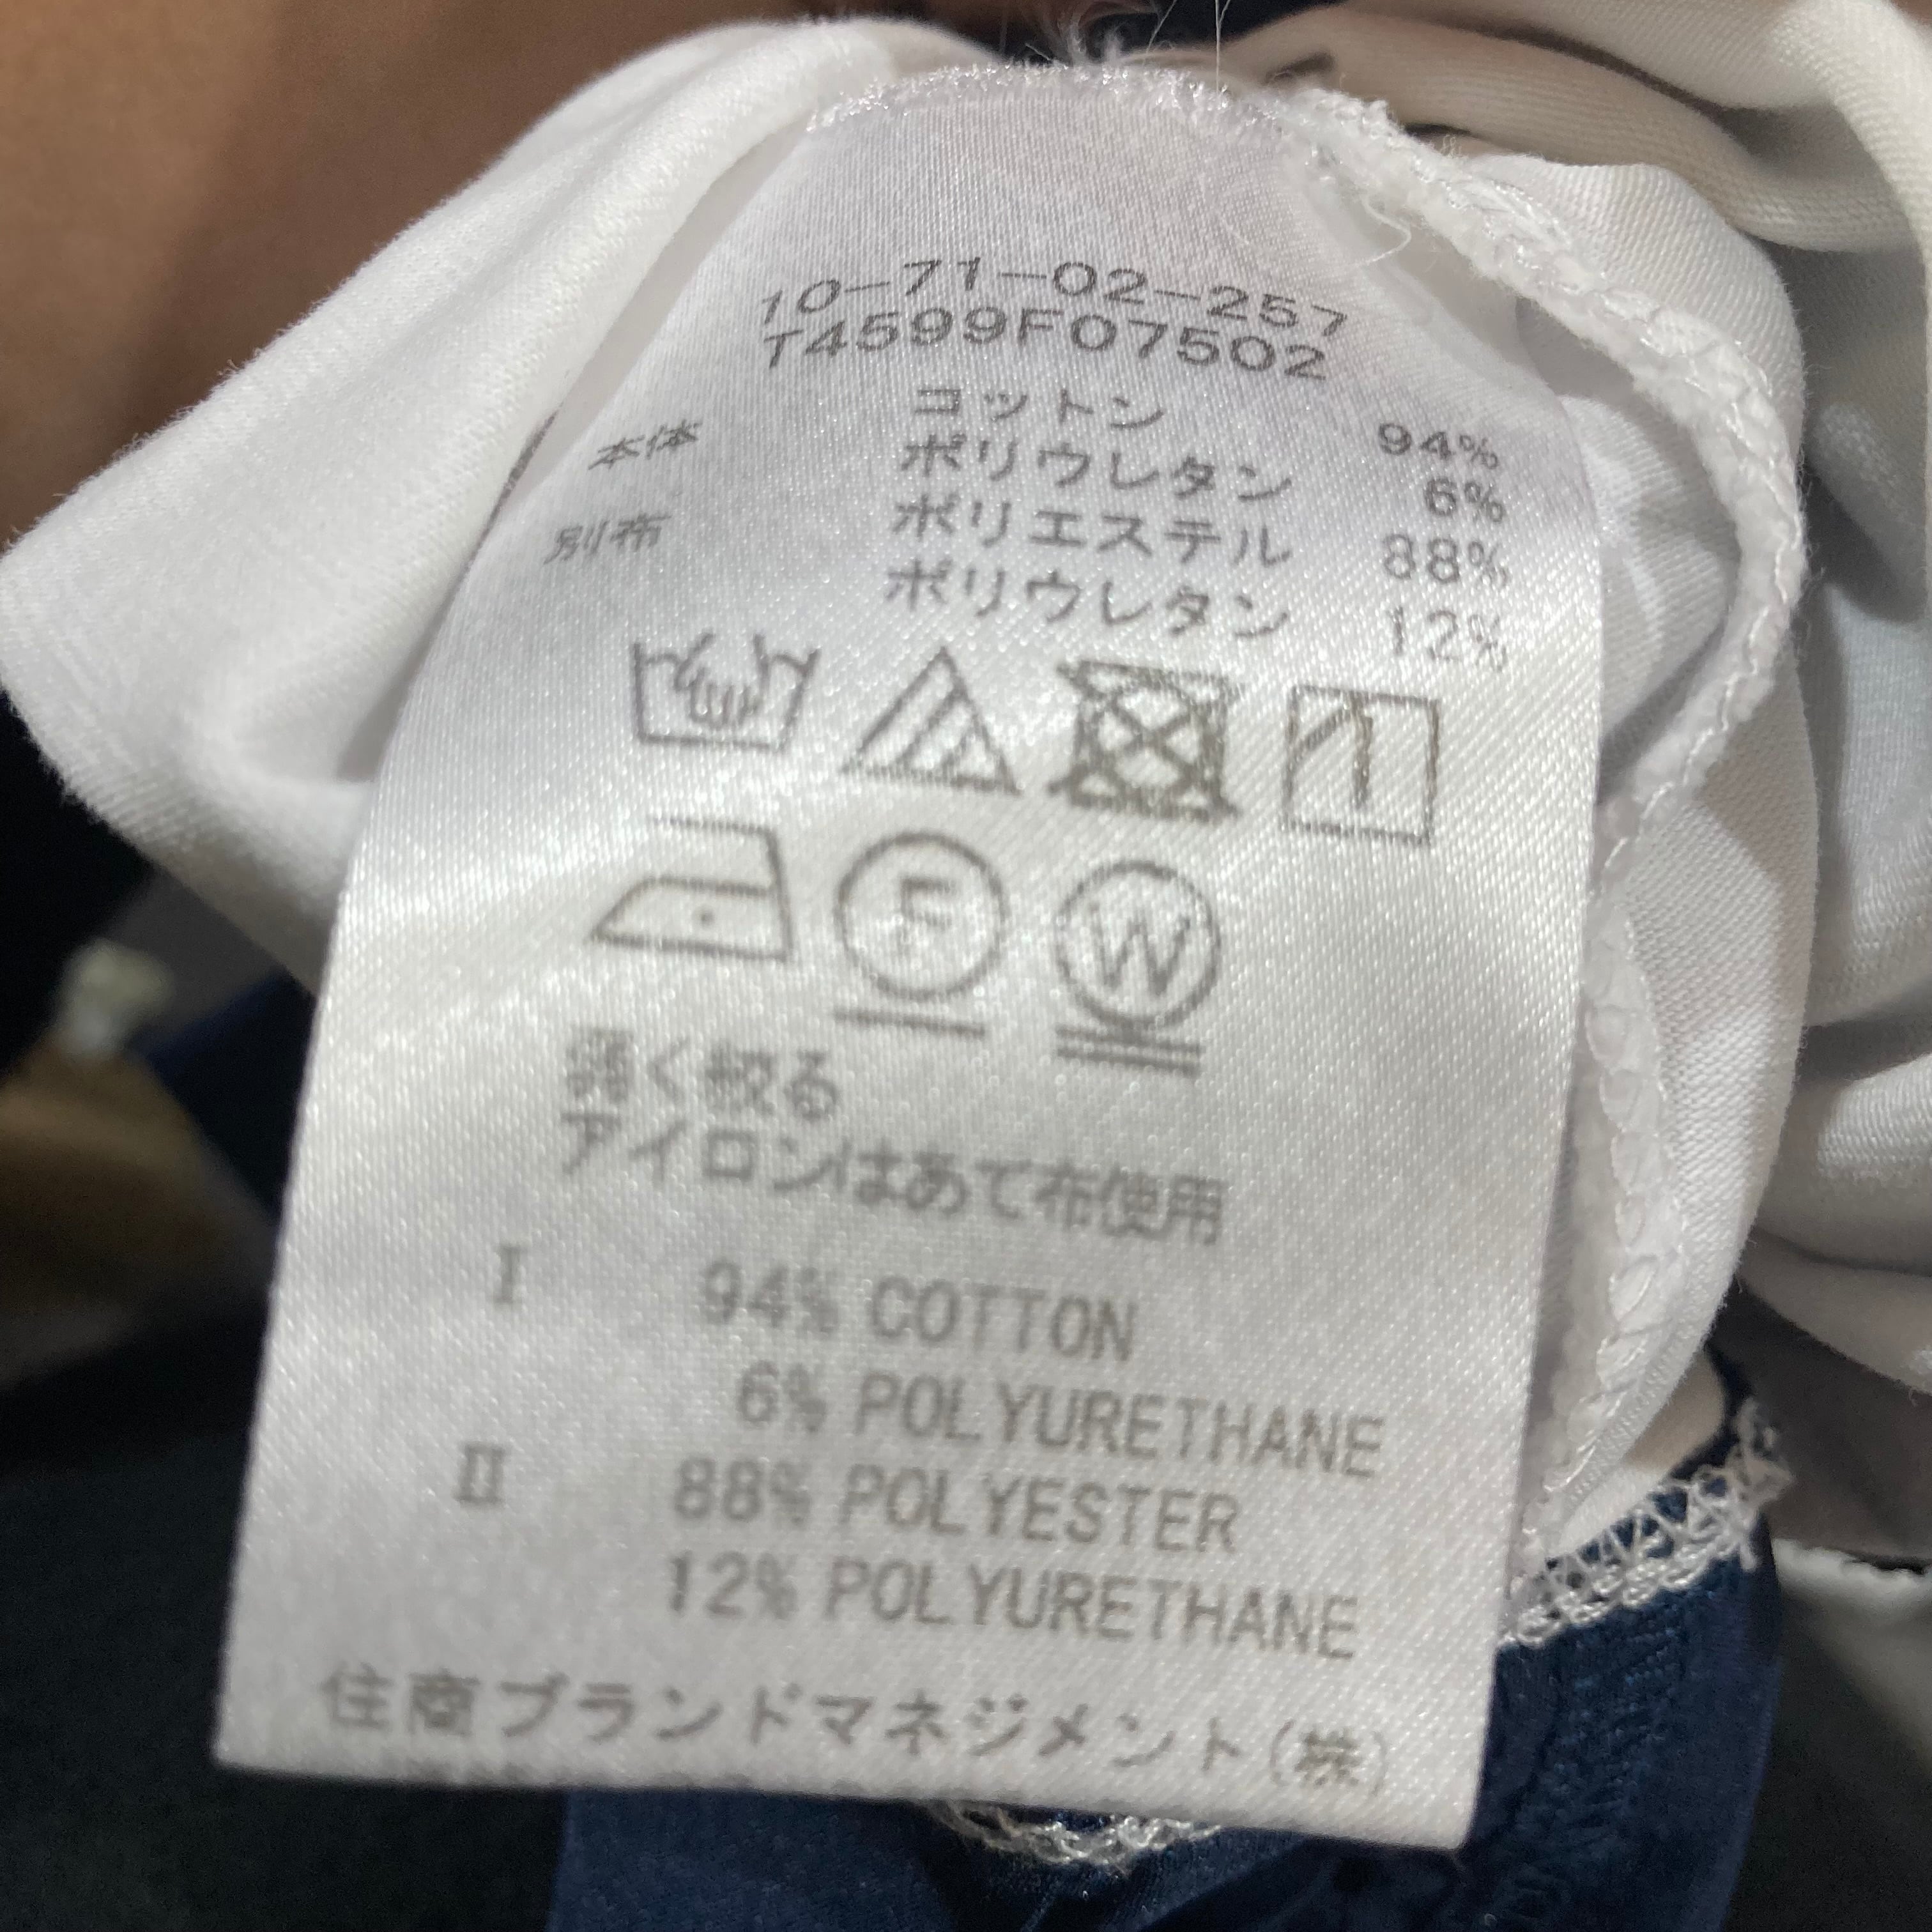 10-71-02-257
T4599F07502
本体 コットン 94%
ポリウレタン 6%
別布 ポリエステル 88%
ポリウレタン 12%
F
W
弱く絞る
アイロンはあて布使用
I 94% COTTON
6% POLYURETHANE
II 88% POLYESTER
12% POLYURETHANE
住商ブランドマネジメント(株)